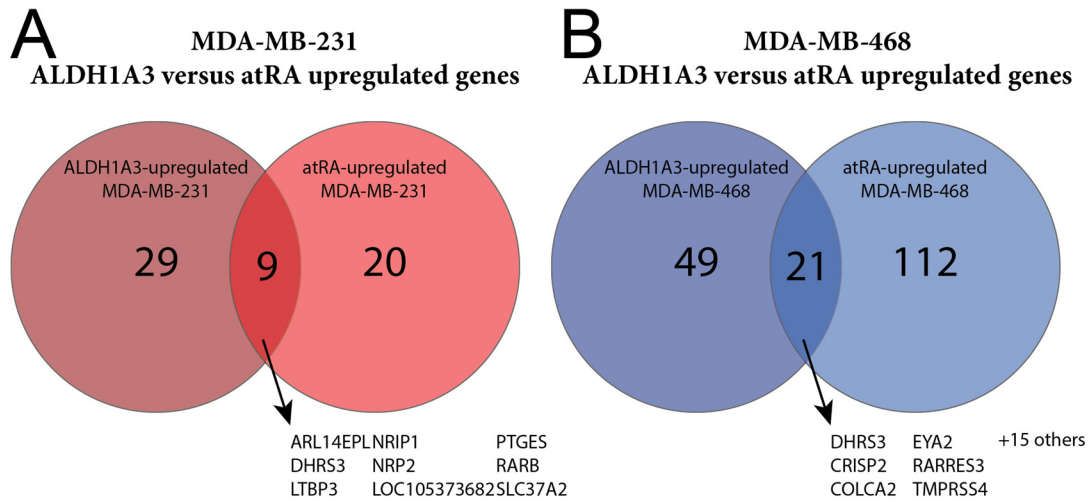 A
MDA-MB-231
ALDH1A3 versus atRA upregulated genes
ALDH1A3-upregulated
MDA-MB-231
atRA-upregulated
MDA-MB-231
29
9
20
ARL14EPL NRIP1 PTGES
DHRS3 NRP2 RARB
LTBP3 LOC105373682 SLC37A2
B
MDA-MB-468
ALDH1A3 versus atRA upregulated genes
ALDH1A3-upregulated
MDA-MB-468
atRA-upregulated
MDA-MB-468
49
21
112
DHRS3 EYA2 +15 others
CRISP2 RARRES3
COLCA2 TMPRSS4